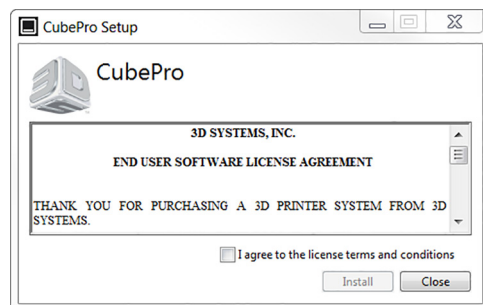 CubePro Setup
CubePro
3D SYSTEMS, INC.
END USER SOFTWARE LICENSE AGREEMENT
THANK YOU FOR PURCHASING A 3D PRINTER SYSTEM FROM 3D
SYSTEMS.
I agree to the license terms and conditions
Install Close